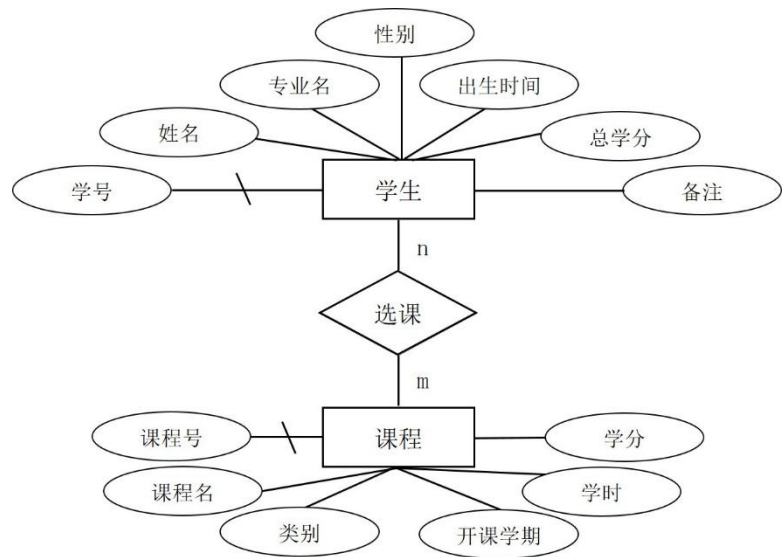 性别
专业名
出生时间
姓名
总学分
学号
学生
备注
n
选课
m
课程号
课程
学分
课程名
学时
类别
开课学期